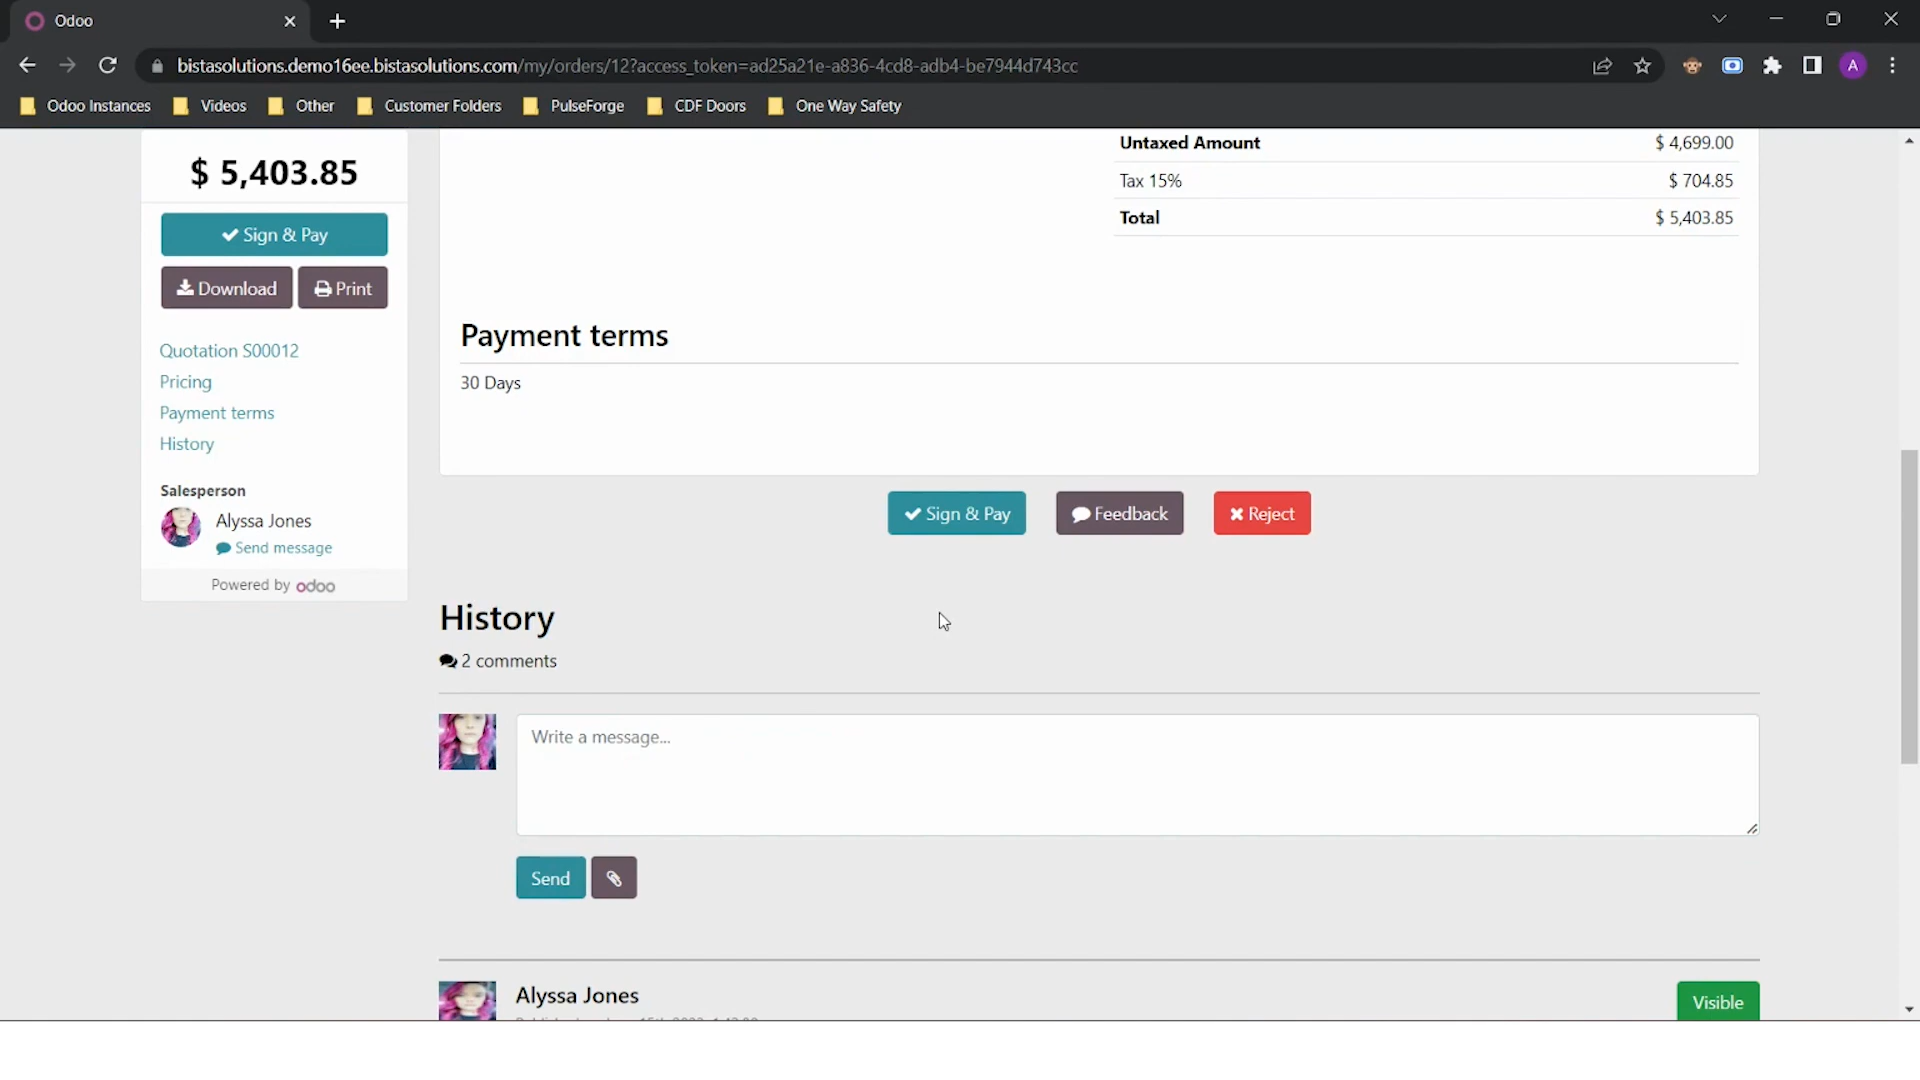 Odoo
bistasolutions.demo16ee.bistasolutions.com/my/orders/12?access_token=ad25a21e-a836-4cd8-adb4-be7944d743cc
A
Odoo Instances
Videos
Other
Customer Folders
PulseForge
CDF Doors
One Way Safety
$ 5,403.85
Sign & Pay
Download
Print
Quotation S00012
Pricing
Payment terms
History
Salesperson
Alyssa Jones
Send message
Powered by odoo
Untaxed Amount $ 4,699.00
Tax 15% $ 704.85
Total $ 5,403.85
Payment terms
30 Days
Sign & Pay
Feedback
Reject
History
2 comments
Write a message...
Send
Alyssa Jones
Visible